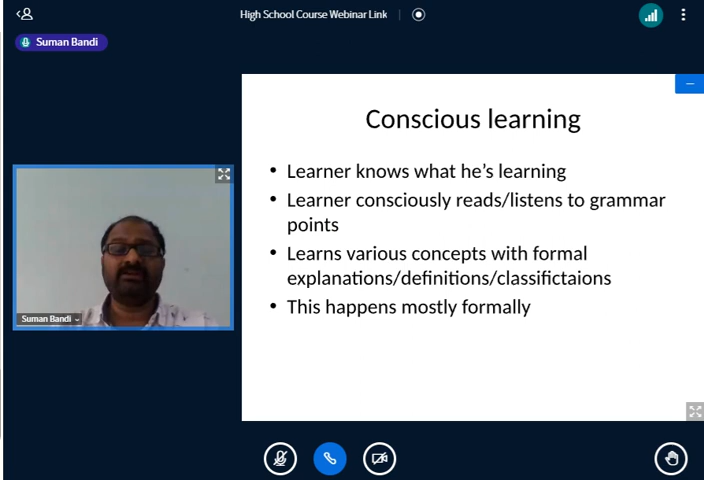 High School Course Webinar Link
Suman Bandi
Conscious learning
• Learner knows what he's learning
• Learner consciously reads/listens to grammar
points
• Learns various concepts with formal
explanations/definitions/classifictaions
• This happens mostly formally
Suman Bandi